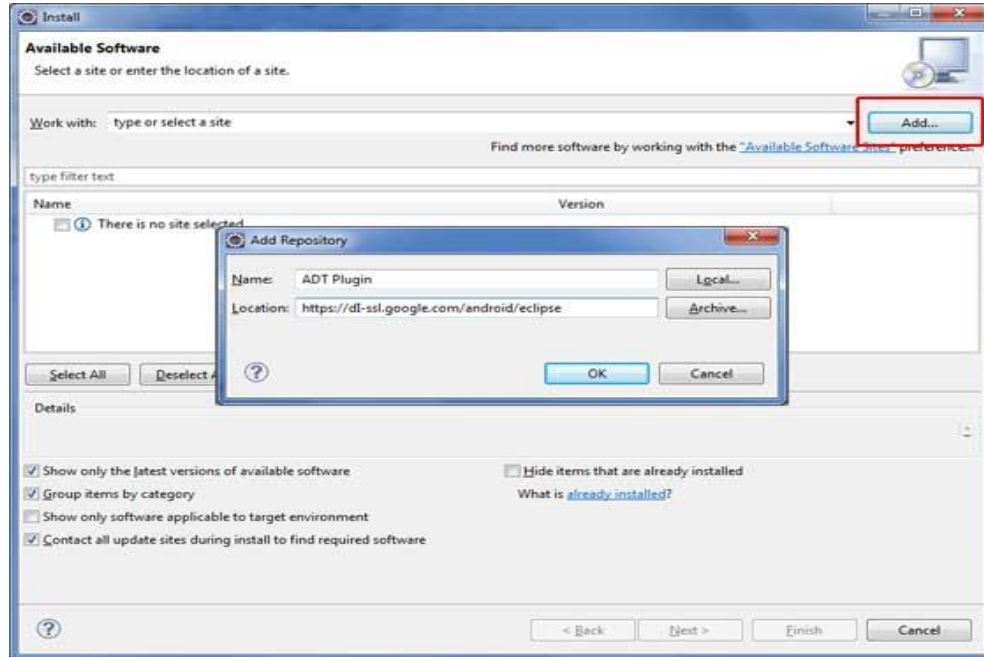 Install
Available Software
Select a site or enter the location of a site.
Work with: type or select a site
Add...
Find more software by working with the "Available Software Sites" preferences.
type filter text
Name Version
There is no site selected
Add Repository
Name: ADT Plugin Local...
Location: https://dl-ssl.google.com/android/eclipse Archive...
OK Cancel
Select All Deselect A
Details
Show only the latest versions of available software
Hide items that are already installed
Group items by category
What is already installed?
Show only software applicable to target environment
Contact all update sites during install to find required software
< Back Next > Finish Cancel